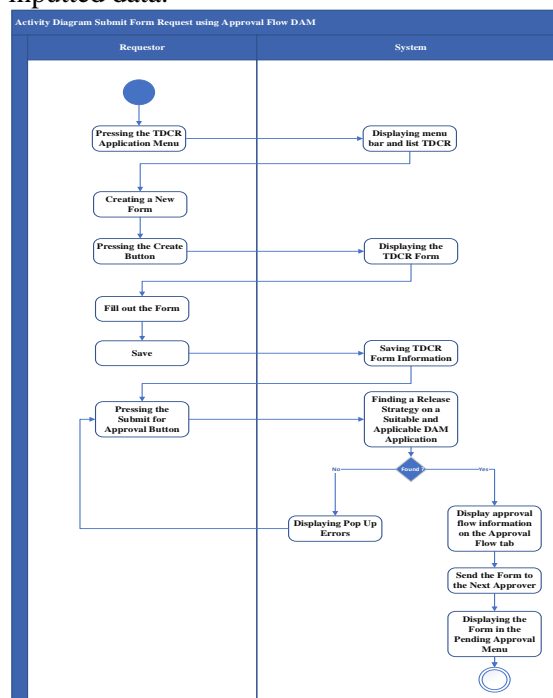 inputted data.
Activity Diagram Submit Form Request using Approval Flow DAM
Requestor
System
Pressing the TDCR
Application Menu
Displaying menu
bar and list TDCR
Creating a New
Form
Pressing the Create
Button
Displaying the
TDCR Form
Fill out the Form
Save
Saving TDCR
Form Information
Pressing the
Submit for
Approval Button
Finding a Release
Strategy on a
Suitable and
Applicable DAM
Application
Found ?
No
Yes
Displaying Pop Up
Errors
Display approval
flow information
on the Approval
Flow tab
Send the Form to
the Next Approver
Displaying the
Form in the
Pending Approval
Menu